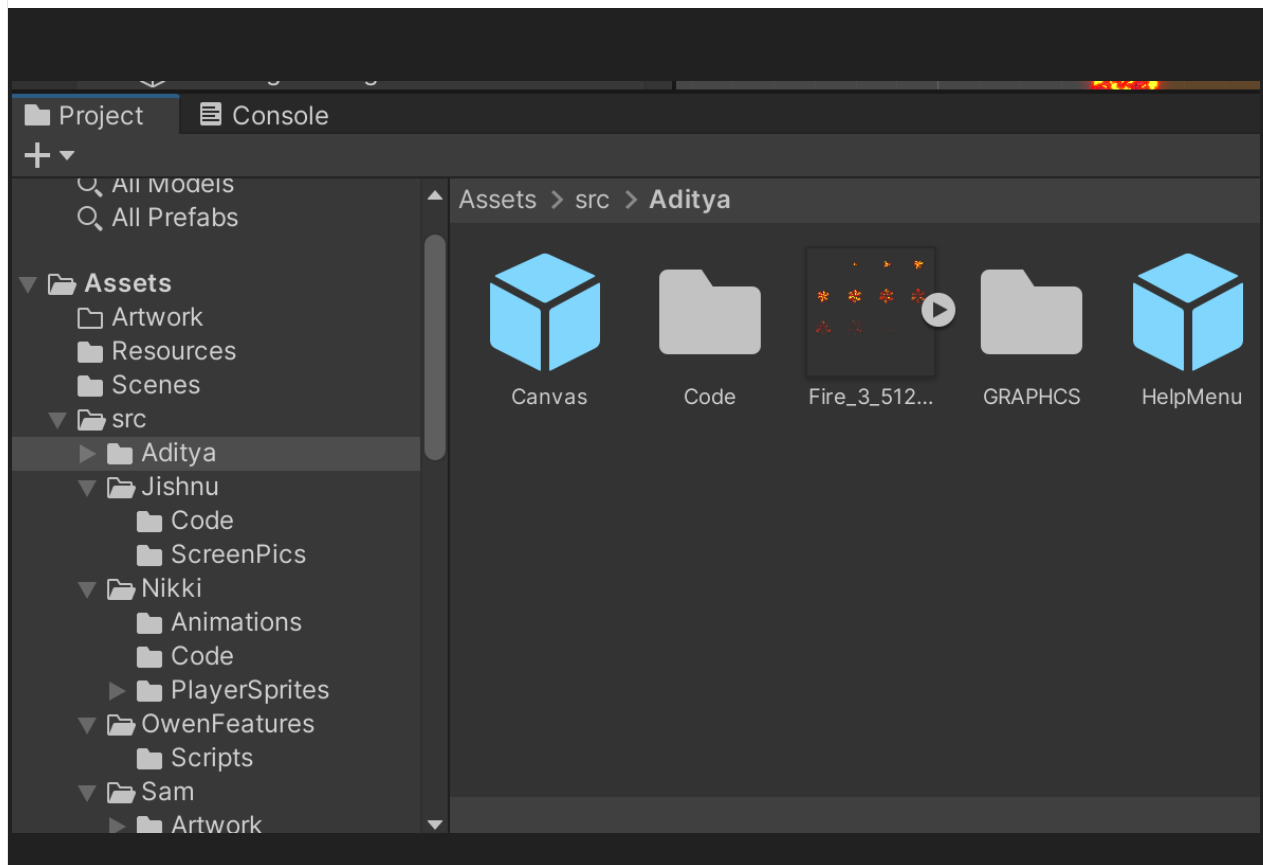 Project
Console
All Models
All Prefabs
Assets
Artwork
Resources
Scenes
src
Aditya
Jishnu
Code
ScreenPics
Nikki
Animations
Code
PlayerSprites
OwenFeatures
Scripts
Sam
Artwork
Assets > src > Aditya
Canvas
Code
Fire_3_512...
GRAPHCS
HelpMenu